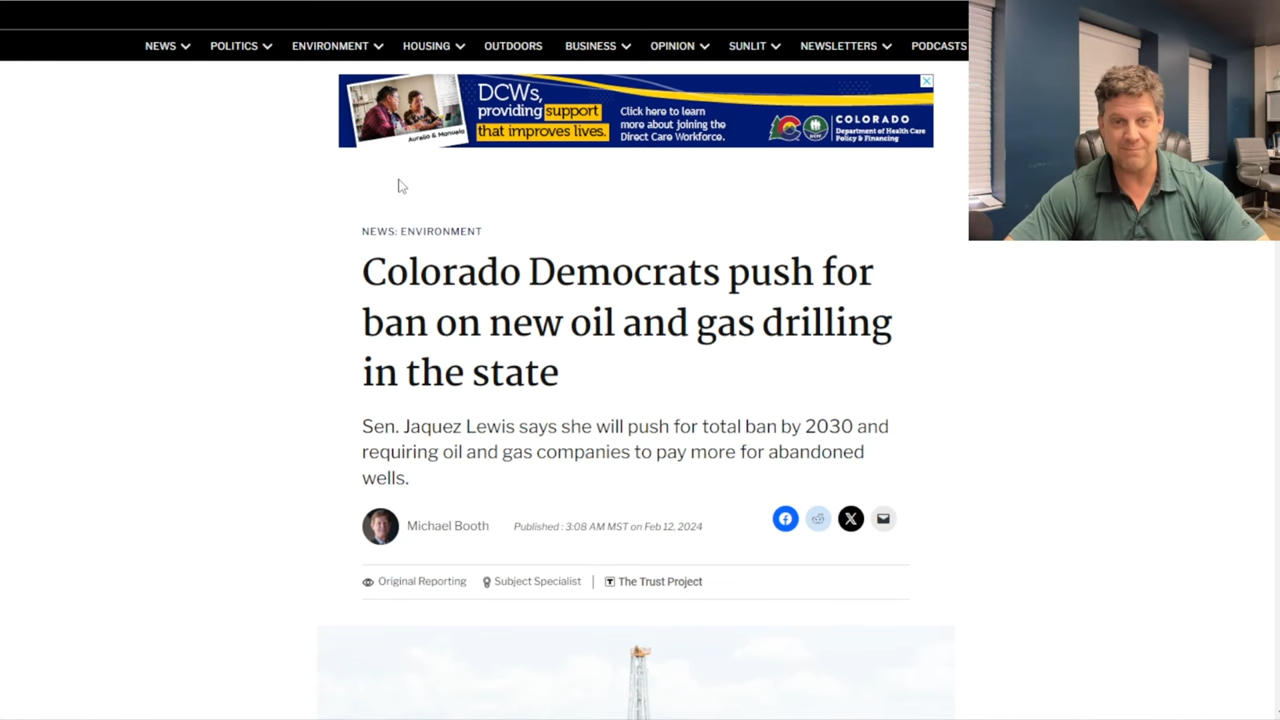 NEWS POLITICS ENVIRONMENT HOUSING OUTDOORS BUSINESS OPINION SUNLIT NEWSLETTERS PODCASTS
DCWs,
providing support
that improves lives.
Aurelio & Manuela
Click here to learn
more about joining the
Direct Care Workforce.
COLORADO
Department of Health Care
Policy & Financing
NEWS: ENVIRONMENT
Colorado Democrats push for
ban on new oil and gas drilling
in the state
Sen. Jaquez Lewis says she will push for total ban by 2030 and
requiring oil and gas companies to pay more for abandoned
wells.
Michael Booth Published : 3:08 AM MST on Feb 12, 2024
Original Reporting Subject Specialist | T The Trust Project